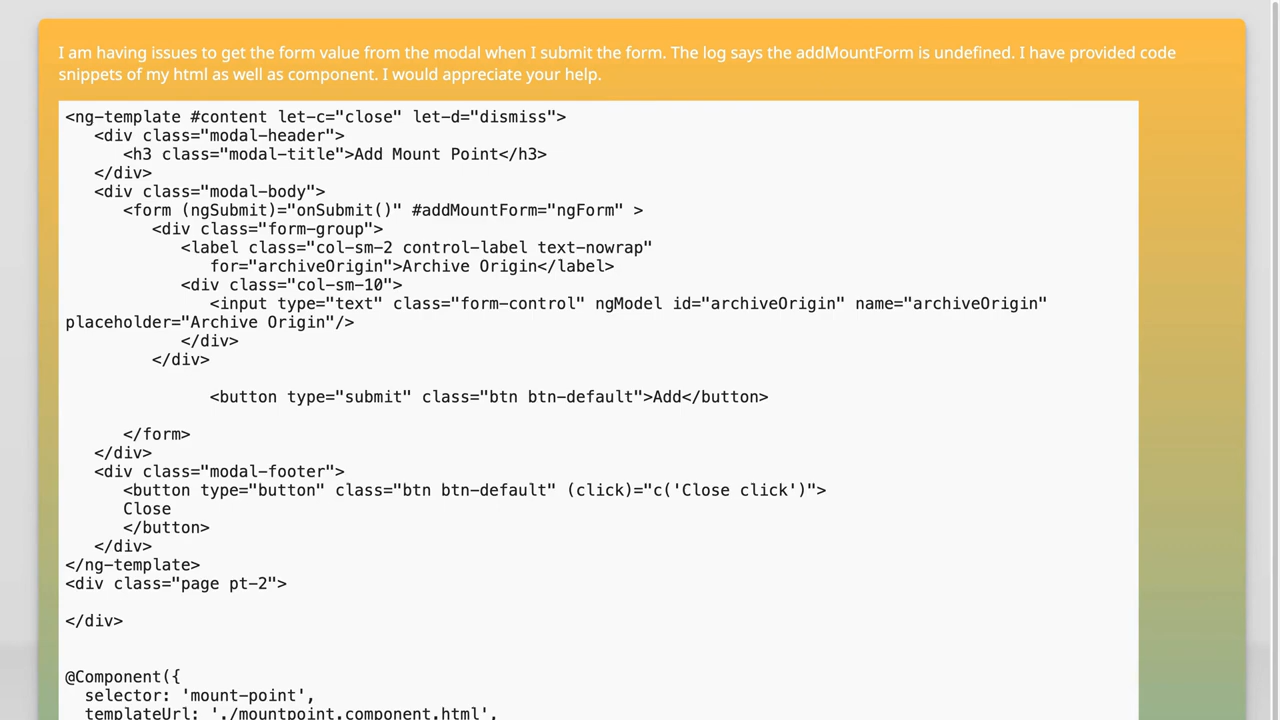 I am having issues to get the form value from the modal when I submit the form. The log says the addMountForm is undefined. I have provided code
snippets of my html as well as component. I would appreciate your help.
<ng-template #content let-c="close" let-d="dismiss">
<div class="modal-header">
<h3 class="modal-title">Add Mount Point</h3>
</div>
<div class="modal-body">
<form (ngSubmit)="onSubmit()" #addMountForm="ngForm" >
<div class="form-group">
<label class="col-sm-2 control-label text-nowrap"
for="archiveOrigin">Archive Origin</label>
<div class="col-sm-10">
<input type="text" class="form-control" ngModel id="archiveOrigin" name="archiveOrigin"
placeholder="Archive Origin"/>
</div>
</div>
<button type="submit" class="btn btn-default">Add</button>
</form>
</div>
<div class="modal-footer">
<button type="button" class="btn btn-default" (click)="c('Close click')">
Close
</button>
</div>
</ng-template>
<div class="page pt-2">
</div>
@Component({
selector: 'mount-point',
templateUrl: './mountpoint.component.html',